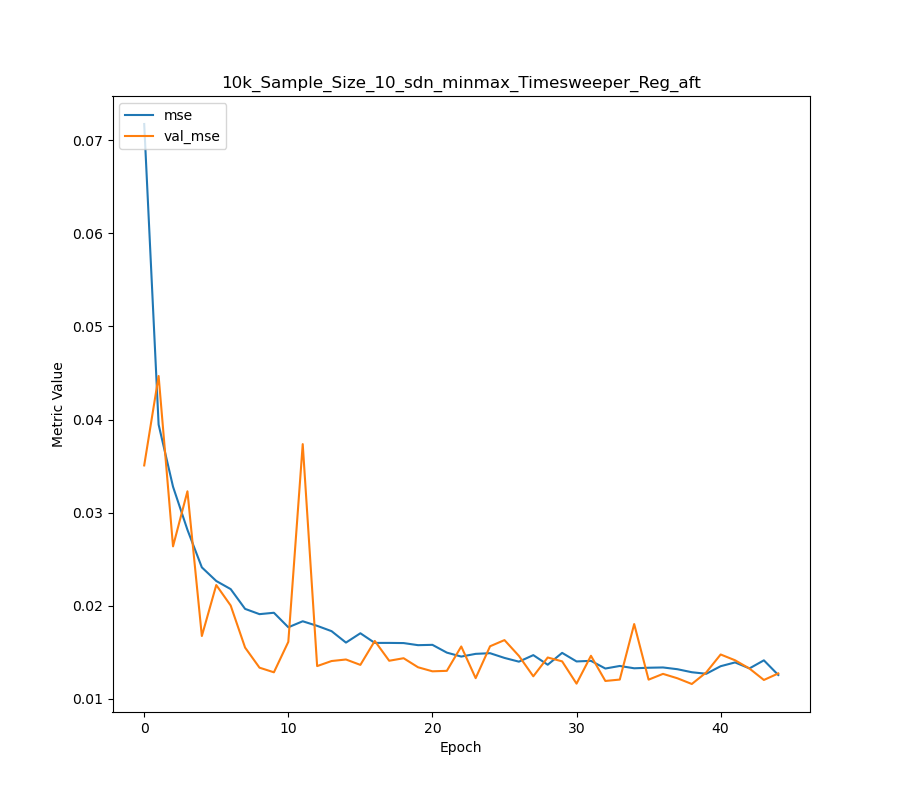 10k_Sample_Size_10_sdn_minmax_Timesweeper_Reg_aft
mse
val_mse
0.07
0.06
0.05
0.04
0.03
0.02
0.01
Metric Value
0 10 20 30 40
Epoch